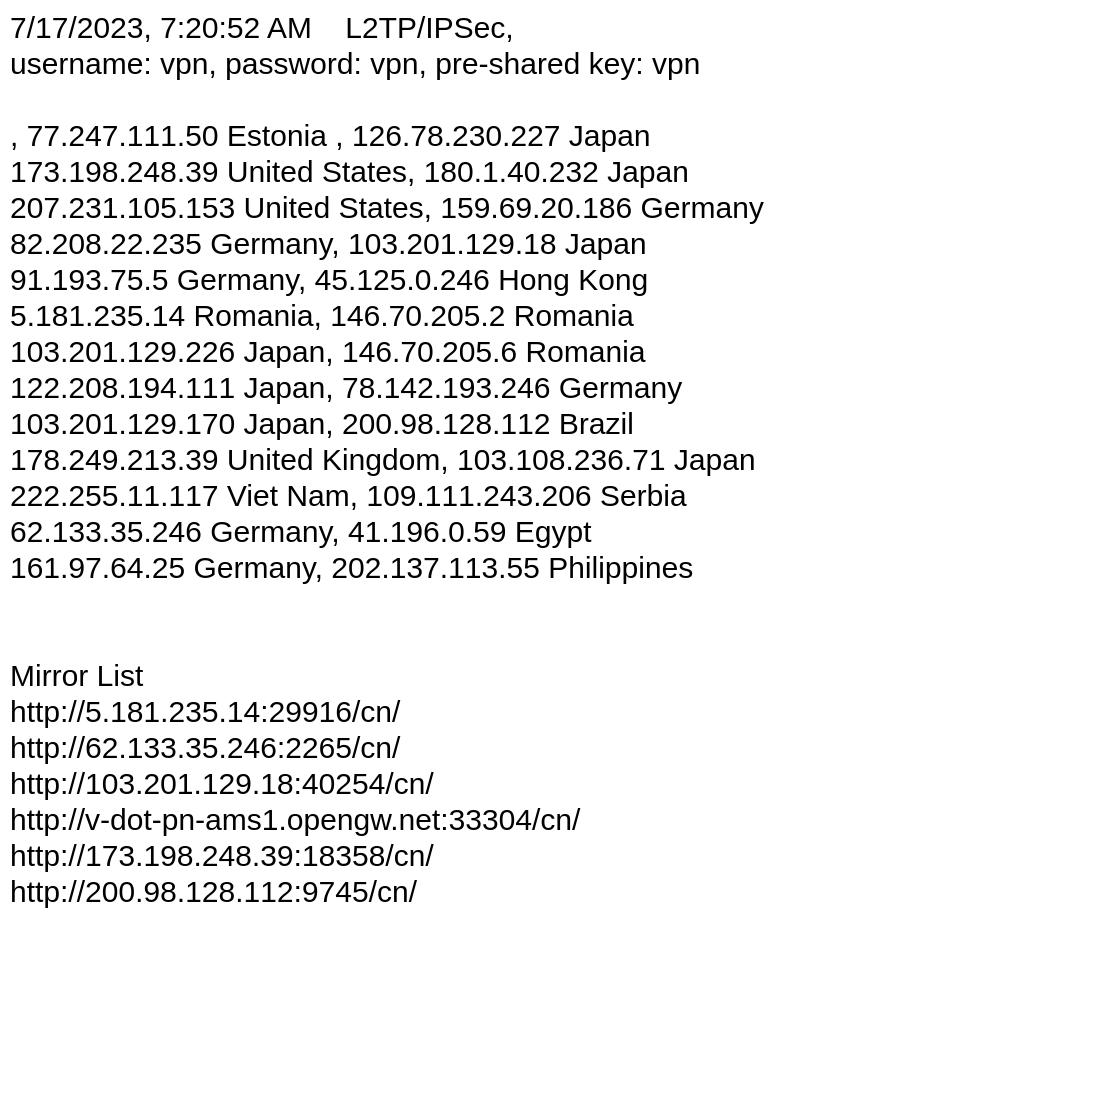 7/17/2023, 7:20:52 AM    L2TP/IPSec,
username: vpn, password: vpn, pre-shared key: vpn
, 77.247.111.50 Estonia , 126.78.230.227 Japan
173.198.248.39 United States, 180.1.40.232 Japan
207.231.105.153 United States, 159.69.20.186 Germany
82.208.22.235 Germany, 103.201.129.18 Japan
91.193.75.5 Germany, 45.125.0.246 Hong Kong
5.181.235.14 Romania, 146.70.205.2 Romania
103.201.129.226 Japan, 146.70.205.6 Romania
122.208.194.111 Japan, 78.142.193.246 Germany
103.201.129.170 Japan, 200.98.128.112 Brazil
178.249.213.39 United Kingdom, 103.108.236.71 Japan
222.255.11.117 Viet Nam, 109.111.243.206 Serbia
62.133.35.246 Germany, 41.196.0.59 Egypt
161.97.64.25 Germany, 202.137.113.55 Philippines
Mirror List
http://5.181.235.14:29916/cn/
http://62.133.35.246:2265/cn/
http://103.201.129.18:40254/cn/
http://v-dot-pn-ams1.opengw.net:33304/cn/
http://173.198.248.39:18358/cn/
http://200.98.128.112:9745/cn/